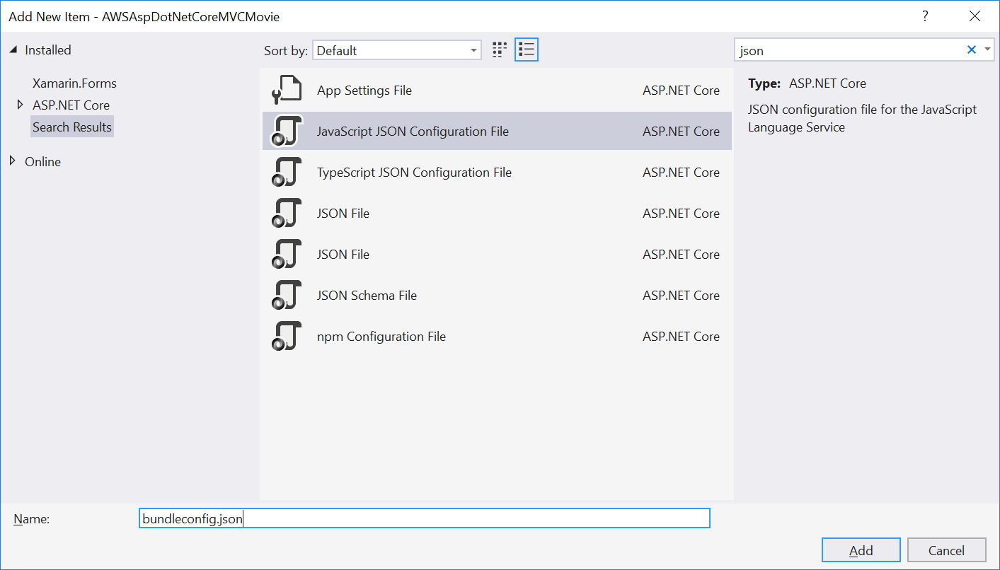 Add New Item - AWSAspDotNetCoreMVCMovie ?
Installed
Xamarin.Forms
ASP.NET Core
Search Results
Online
Sort by: Default
json
App Settings File ASP.NET Core
JavaScript JSON Configuration File ASP.NET Core
TypeScript JSON Configuration File ASP.NET Core
JSON File ASP.NET Core
JSON File ASP.NET Core
JSON Schema File ASP.NET Core
npm Configuration File ASP.NET Core
Type: ASP.NET Core
JSON configuration file for the JavaScript
Language Service
Name: bundleconfig.json
Add Cancel